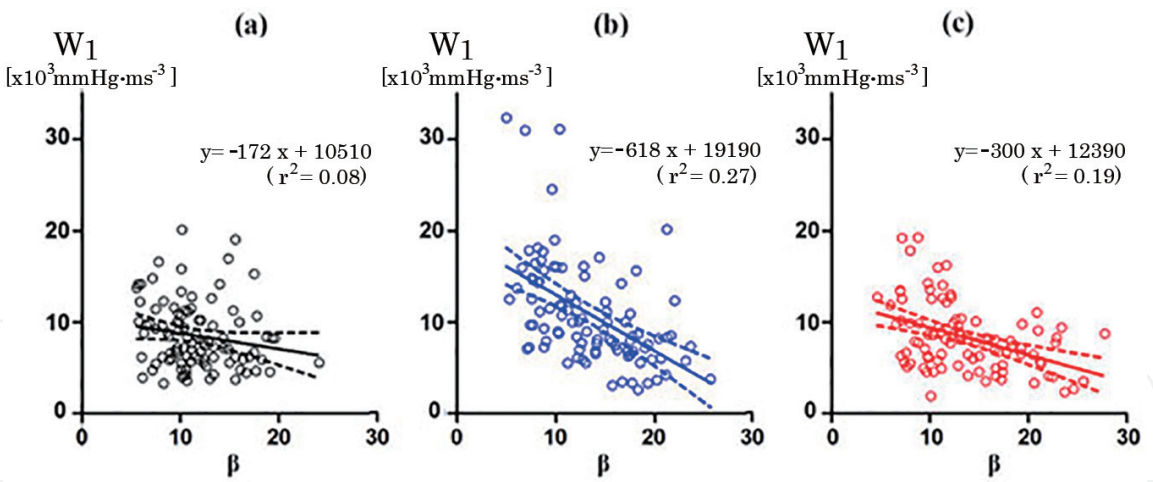 (a)
W1
[x10³mmHg·ms⁻³]
30
20
10
0
y= -172 x + 10510
( r²= 0.08)
0 10 20 30
β
(b)
W1
[x10³mmHg·ms⁻³]
30
20
10
0
y=-618 x + 19190
( r²= 0.27)
0 10 20 30
β
(c)
W1
[x10³mmHg·ms⁻³]
30
20
10
0
y=-300 x + 12390
( r²= 0.19)
0 10 20 30
β